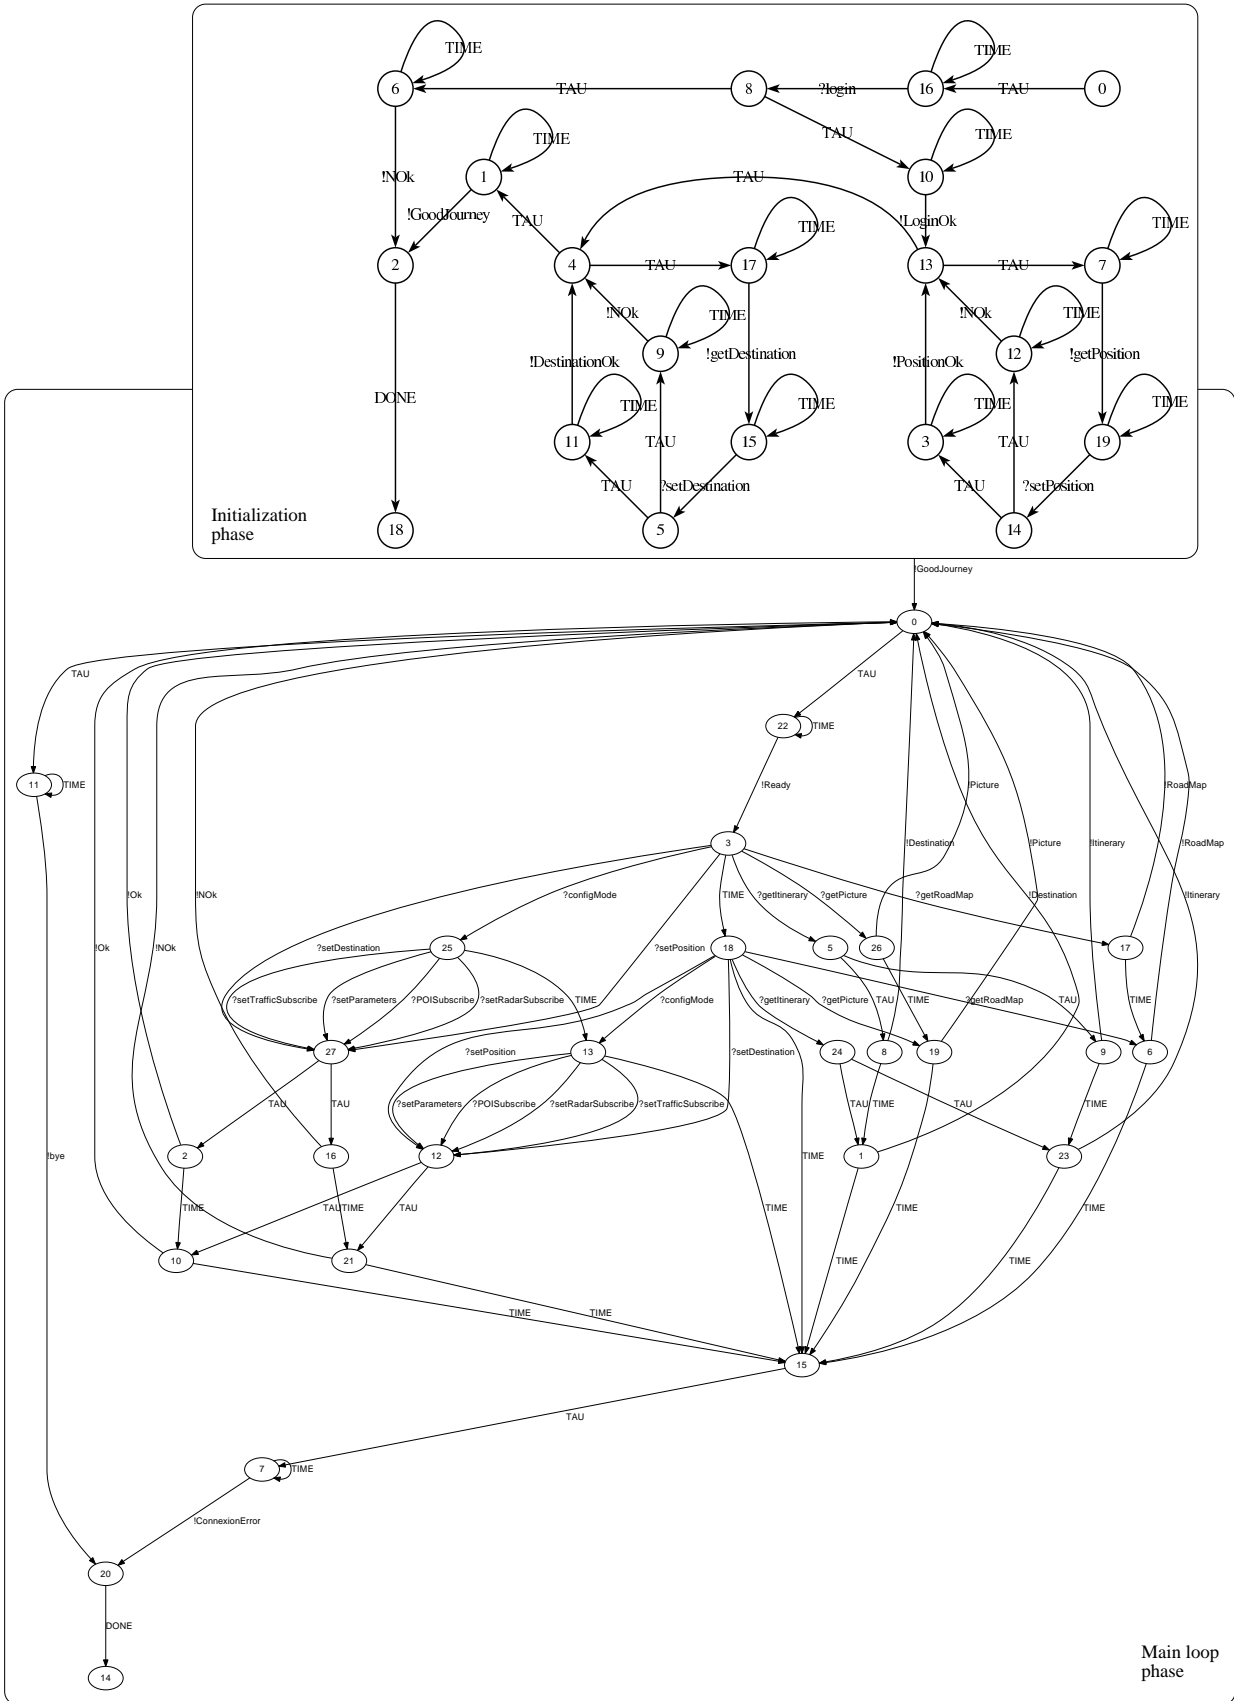 TIME
TIME
6
TAU
8
?login
16
TAU
0
TAU
TIME
TIME
!NOk
1
TAU
10
!GoodJourney
TAU
!LoginOk
TIME
TIME
2
4
TAU
17
13
TAU
7
!NOk
TIME
!NOk
TIME
!DestinationOk
9
!getDestination
!PositionOk
12
!getPosition
DONE
TIME
TIME
TIME
TIME
11
TAU
15
3
TAU
19
TAU
?setDestination
TAU
?setPosition
Initialization
phase
18
5
14
!GoodJourney
0
TAU
TAU
22
TIME
11
TIME
!Ready
!Picture
!RoadMap
3
!Destination
!Picture
!Itinerary
!RoadMap
!Ok
!NOk
?configMode
TIME
?getItinerary
?getPicture
?getRoadMap
!Destination
!Itinerary
!Ok
!NOk
?setDestination
25
?setPosition
18
5
26
17
?setTrafficSubscribe
?setParameters
?POISubscribe
?setRadarSubscribe
TIME
?configMode
?getItinerary
?getPicture
TAU
TIME
?getRoadMap
TAU
TIME
27
?setPosition
13
?setDestination
24
8
19
9
6
TAU
TAU
?setParameters
?POISubscribe
?setRadarSubscribe
?setTrafficSubscribe
TAU
TIME
TAU
TIME
!bye
2
16
12
TIME
1
23
TIME
TAU
TIME
TAU
TIME
TIME
TIME
10
21
TIME
TIME
TIME
TIME
15
TAU
7
TIME
!ConnexionError
20
DONE
14
Main loop
phase